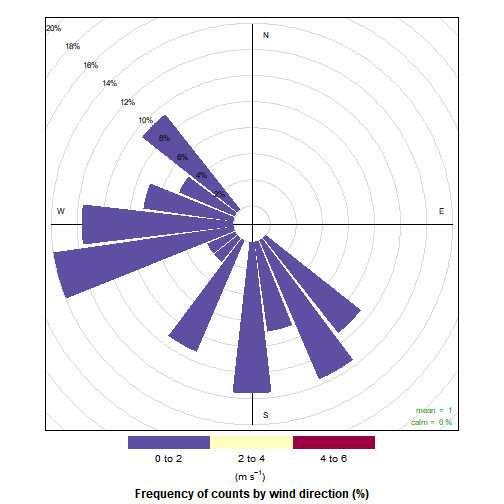 20%
18%
16%
14%
12%
10%
8%
6%
4%
2%
N
W
E
S
mean = 1
calm = 0 %
0 to 2
2 to 4
4 to 6
(m s⁻¹)
Frequency of counts by wind direction (%)